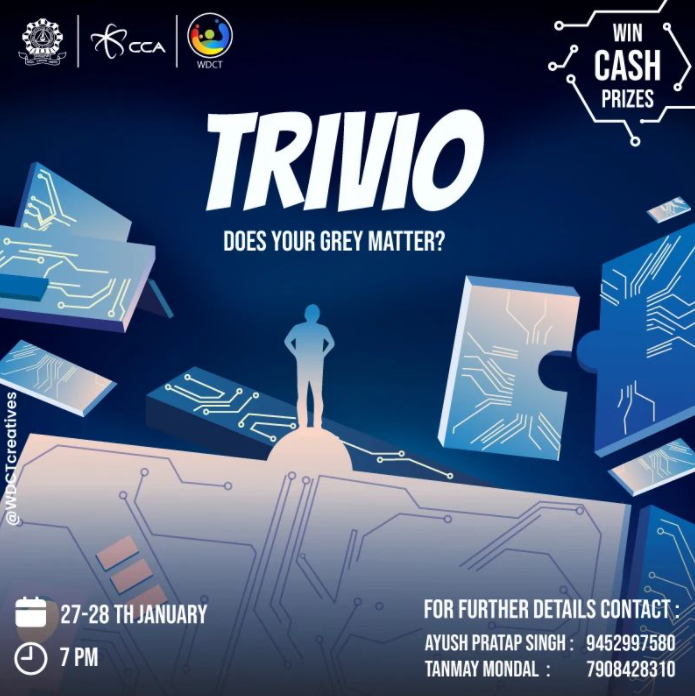 CCA
WDCT
WIN
CASH
PRIZES
TRIVIO
DOES YOUR GREY MATTER?
@WDCTcreatives
27-28 TH JANUARY
7 PM
FOR FURTHER DETAILS CONTACT :
AYUSH PRATAP SINGH : 9452997580
TANMAY MONDAL : 7908428310